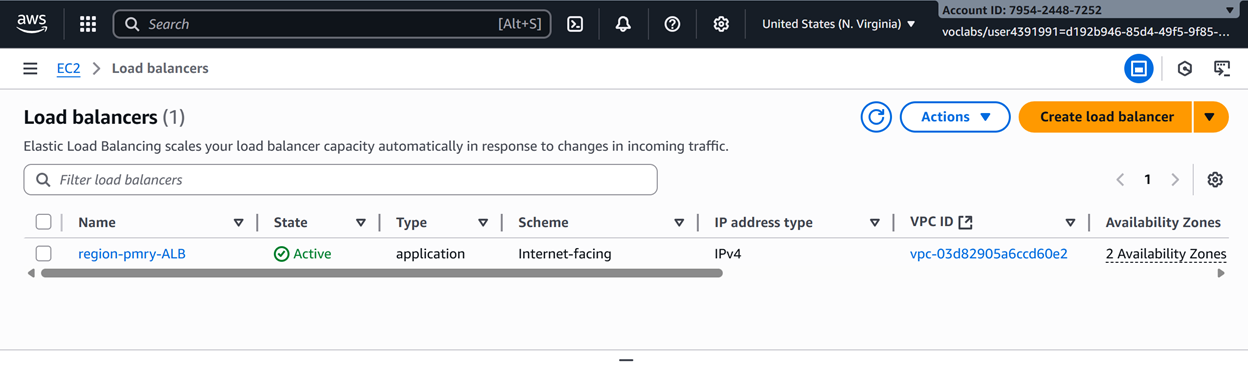 aws Search [Alt+S] United States (N. Virginia) Account ID: 7954-2448-7252
voclabs/user4391991=d192b946-85d4-49f5-9f85-...
EC2 > Load balancers
Load balancers (1) Actions Create load balancer
Elastic Load Balancing scales your load balancer capacity automatically in response to changes in incoming traffic.
Filter load balancers 1
Name State Type Scheme IP address type VPC ID Availability Zones
region-pmry-ALB Active application Internet-facing IPv4 vpc-03d82905a6ccd60e2 2 Availability Zones